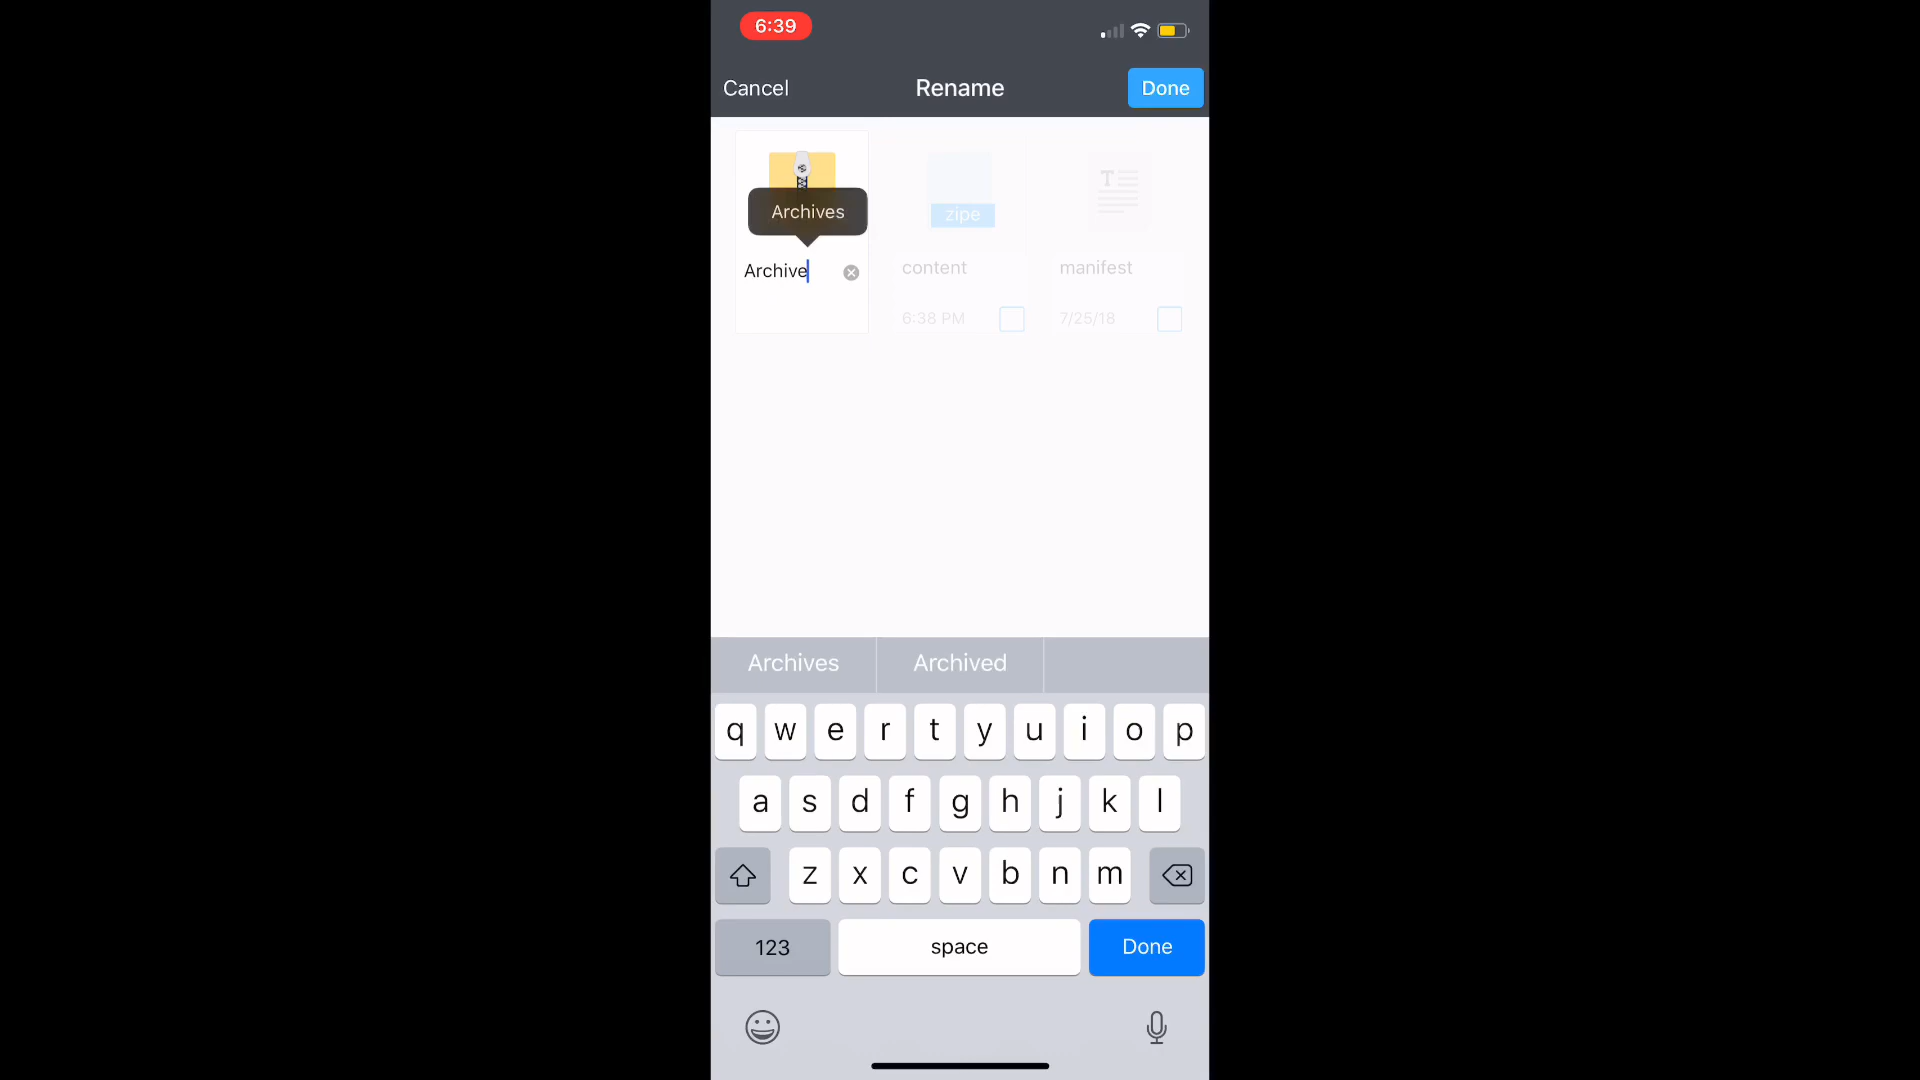 6:39
Cancel Rename Done
Archives
zipe
T
Archive
content
manifest
6:38 PM
7/25/18
Archives Archived
q w e r t y u i o p
a s d f g h j k l
z x c v b n m
123 space Done